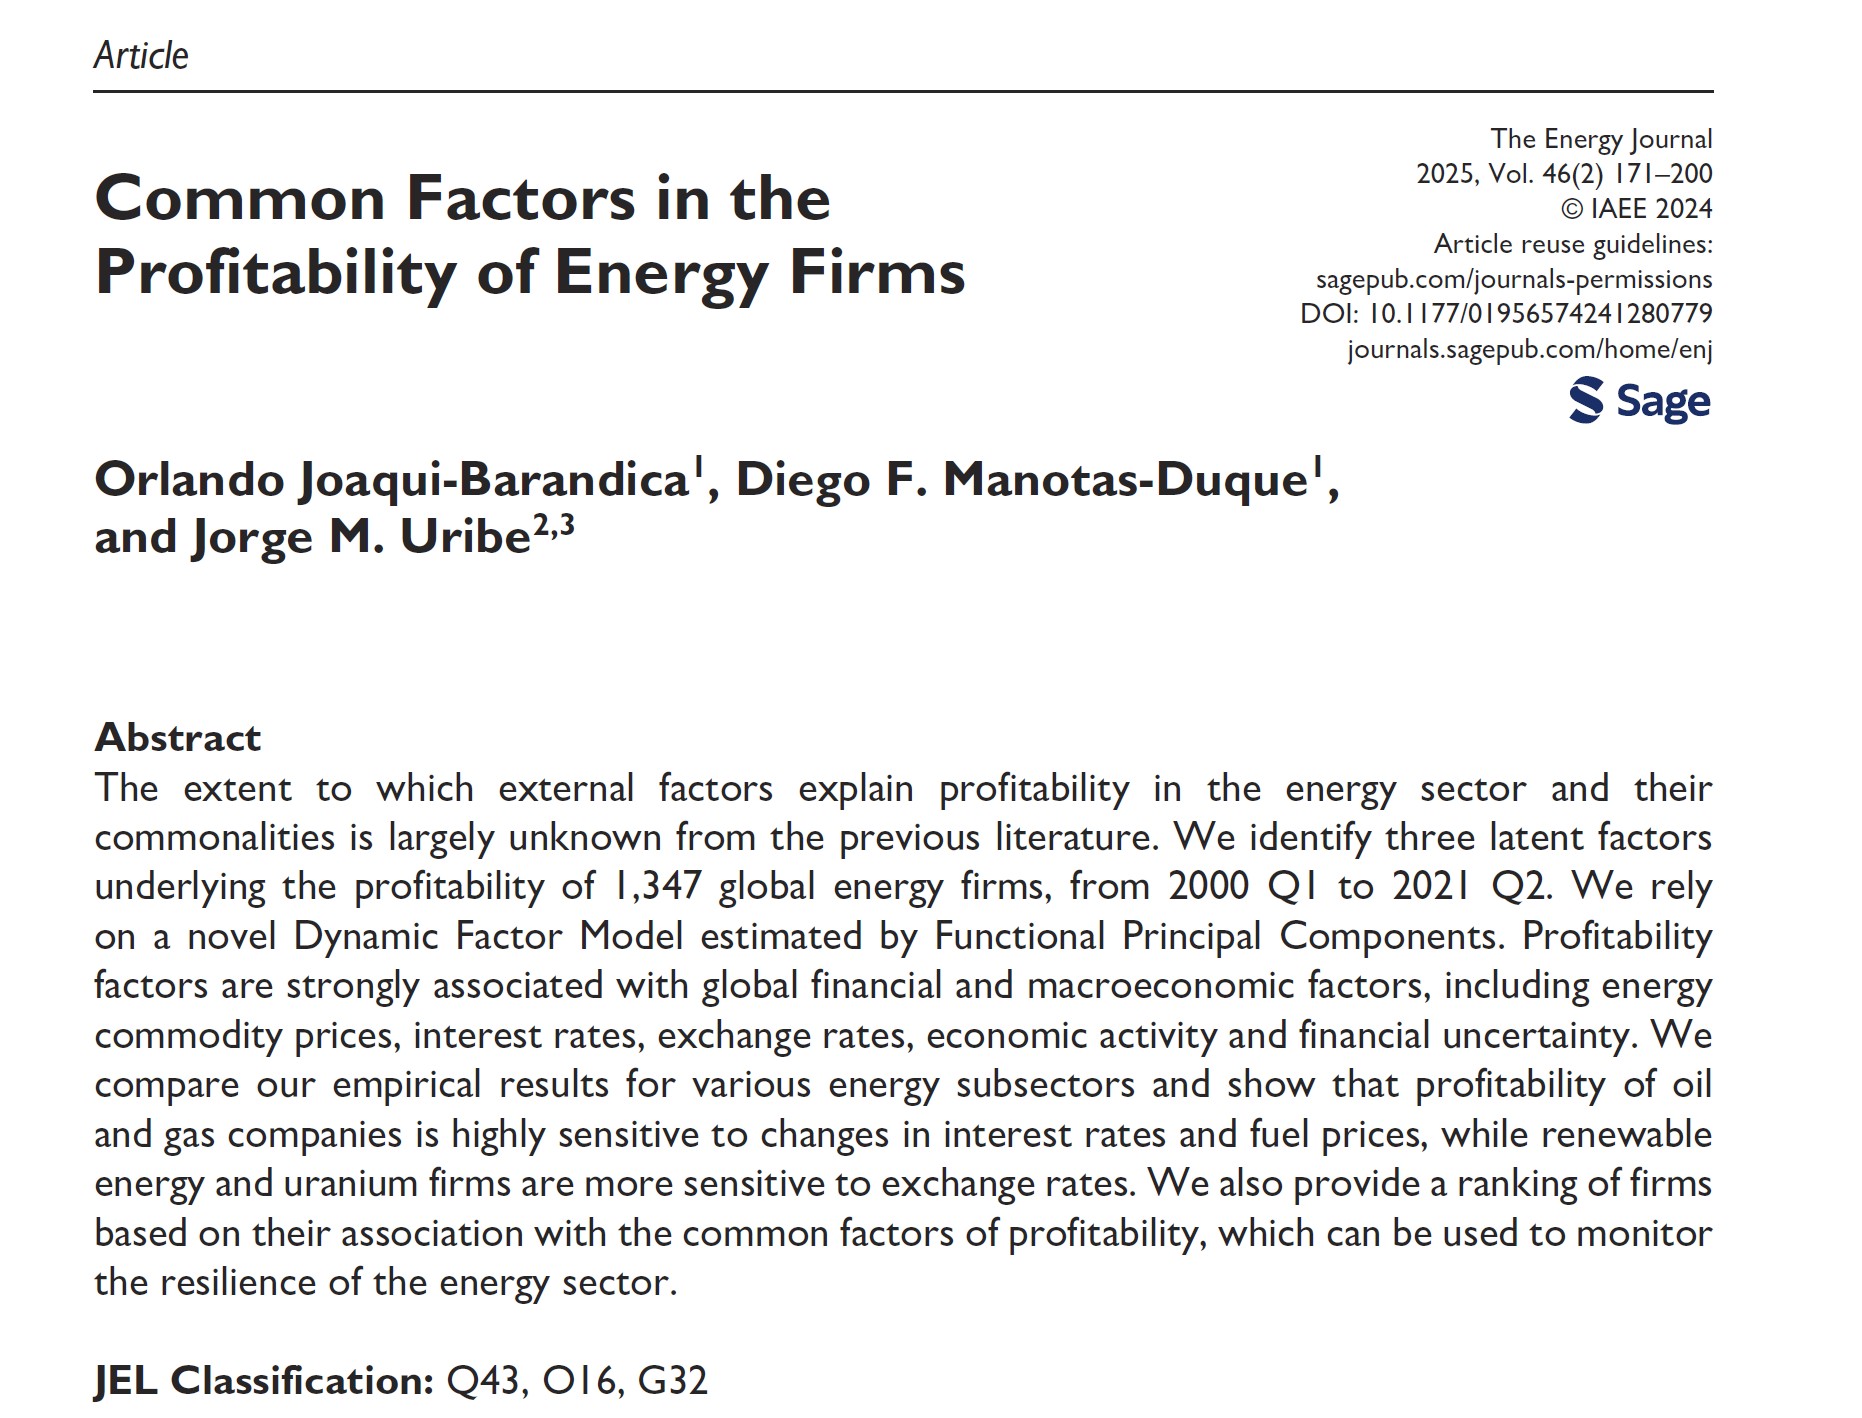 Article
Common Factors in the
Profitability of Energy Firms
The Energy Journal
2025, Vol. 46(2) 171–200
© IAEE 2024
Article reuse guidelines:
sagepub.com/journals-permissions
DOI: 10.1177/01956574241280779
journals.sagepub.com/home/enj
Sage
Orlando Joaqui-Barandica1, Diego F. Manotas-Duque1,
and Jorge M. Uribe2,3
Abstract
The extent to which external factors explain profitability in the energy sector and their
commonalities is largely unknown from the previous literature. We identify three latent factors
underlying the profitability of 1,347 global energy firms, from 2000 Q1 to 2021 Q2. We rely
on a novel Dynamic Factor Model estimated by Functional Principal Components. Profitability
factors are strongly associated with global financial and macroeconomic factors, including energy
commodity prices, interest rates, exchange rates, economic activity and financial uncertainty. We
compare our empirical results for various energy subsectors and show that profitability of oil
and gas companies is highly sensitive to changes in interest rates and fuel prices, while renewable
energy and uranium firms are more sensitive to exchange rates. We also provide a ranking of firms
based on their association with the common factors of profitability, which can be used to monitor
the resilience of the energy sector.
JEL Classification: Q43, O16, G32